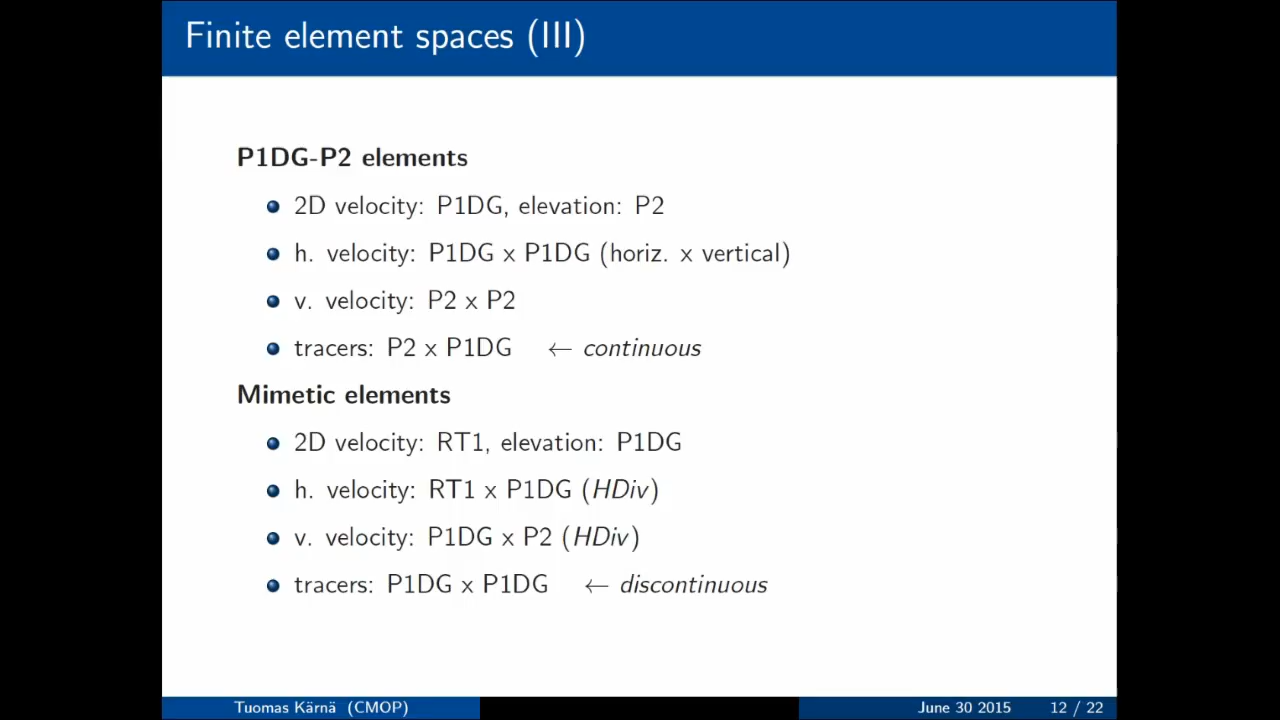 Finite element spaces (III)
P1DG-P2 elements
2D velocity: P1DG, elevation: P2
h. velocity: P1DG x P1DG (horiz. x vertical)
v. velocity: P2 x P2
tracers: P2 x P1DG ← continuous
Mimetic elements
2D velocity: RT1, elevation: P1DG
h. velocity: RT1 x P1DG (HDiv)
v. velocity: P1DG x P2 (HDiv)
tracers: P1DG x P1DG ← discontinuous
Tuomas Kärnä (CMOP) June 30 2015 12 / 22